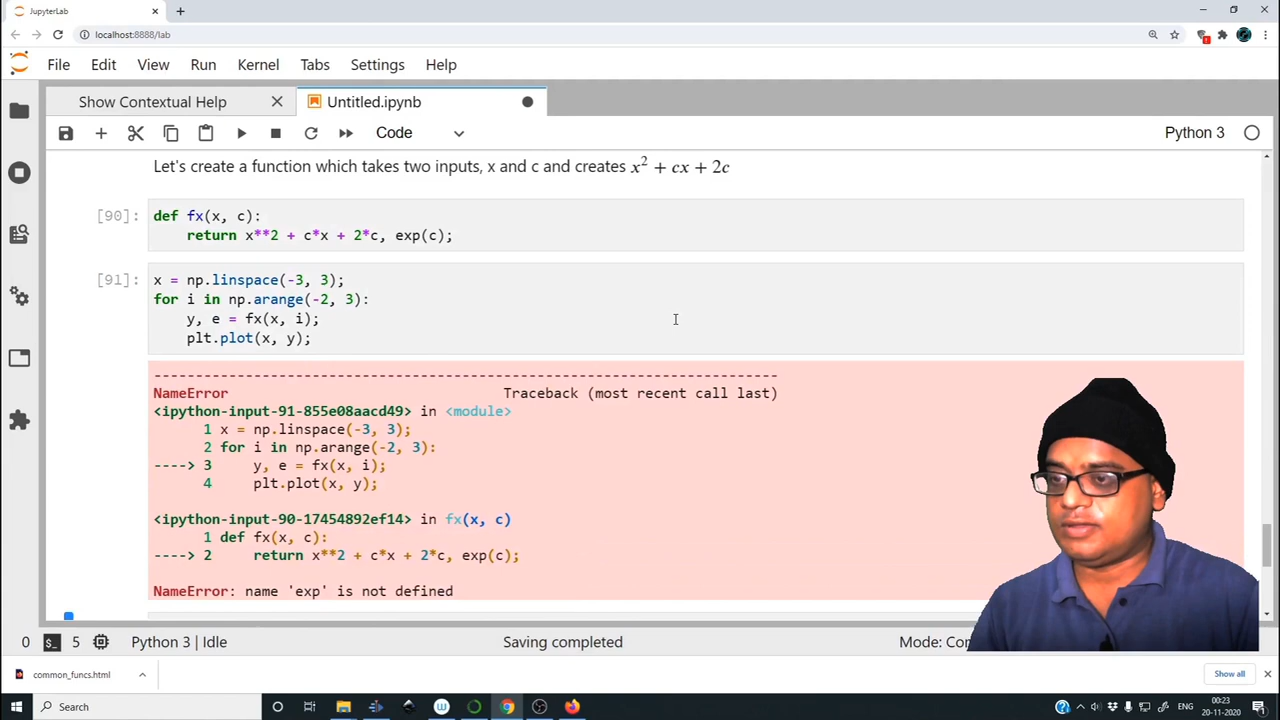 JupyterLab
localhost:8888/lab
File Edit View Run Kernel Tabs Settings Help
Show Contextual Help
Untitled.ipynb
Code
Python 3
Let's create a function which takes two inputs, x and c and creates x² + cx + 2c
[90]:
def fx(x, c):
    return x**2 + c*x + 2*c, exp(c);
[91]:
x = np.linspace(-3, 3);
for i in np.arange(-2, 3):
    y, e = fx(x, i);
    plt.plot(x, y);
---------------------------------------------------------------------------
NameError                                 Traceback (most recent call last)
<ipython-input-91-855e08aacd49> in <module>
      1 x = np.linspace(-3, 3);
      2 for i in np.arange(-2, 3):
----> 3     y, e = fx(x, i);
      4     plt.plot(x, y);
<ipython-input-90-17454892ef14> in fx(x, c)
      1 def fx(x, c):
----> 2     return x**2 + c*x + 2*c, exp(c);
NameError: name 'exp' is not defined
0 $_ 5 Python 3 | Idle
Saving completed
Mode: Com
common_funcs.html
Show all
Search
ENG
00:23
20-11-2020